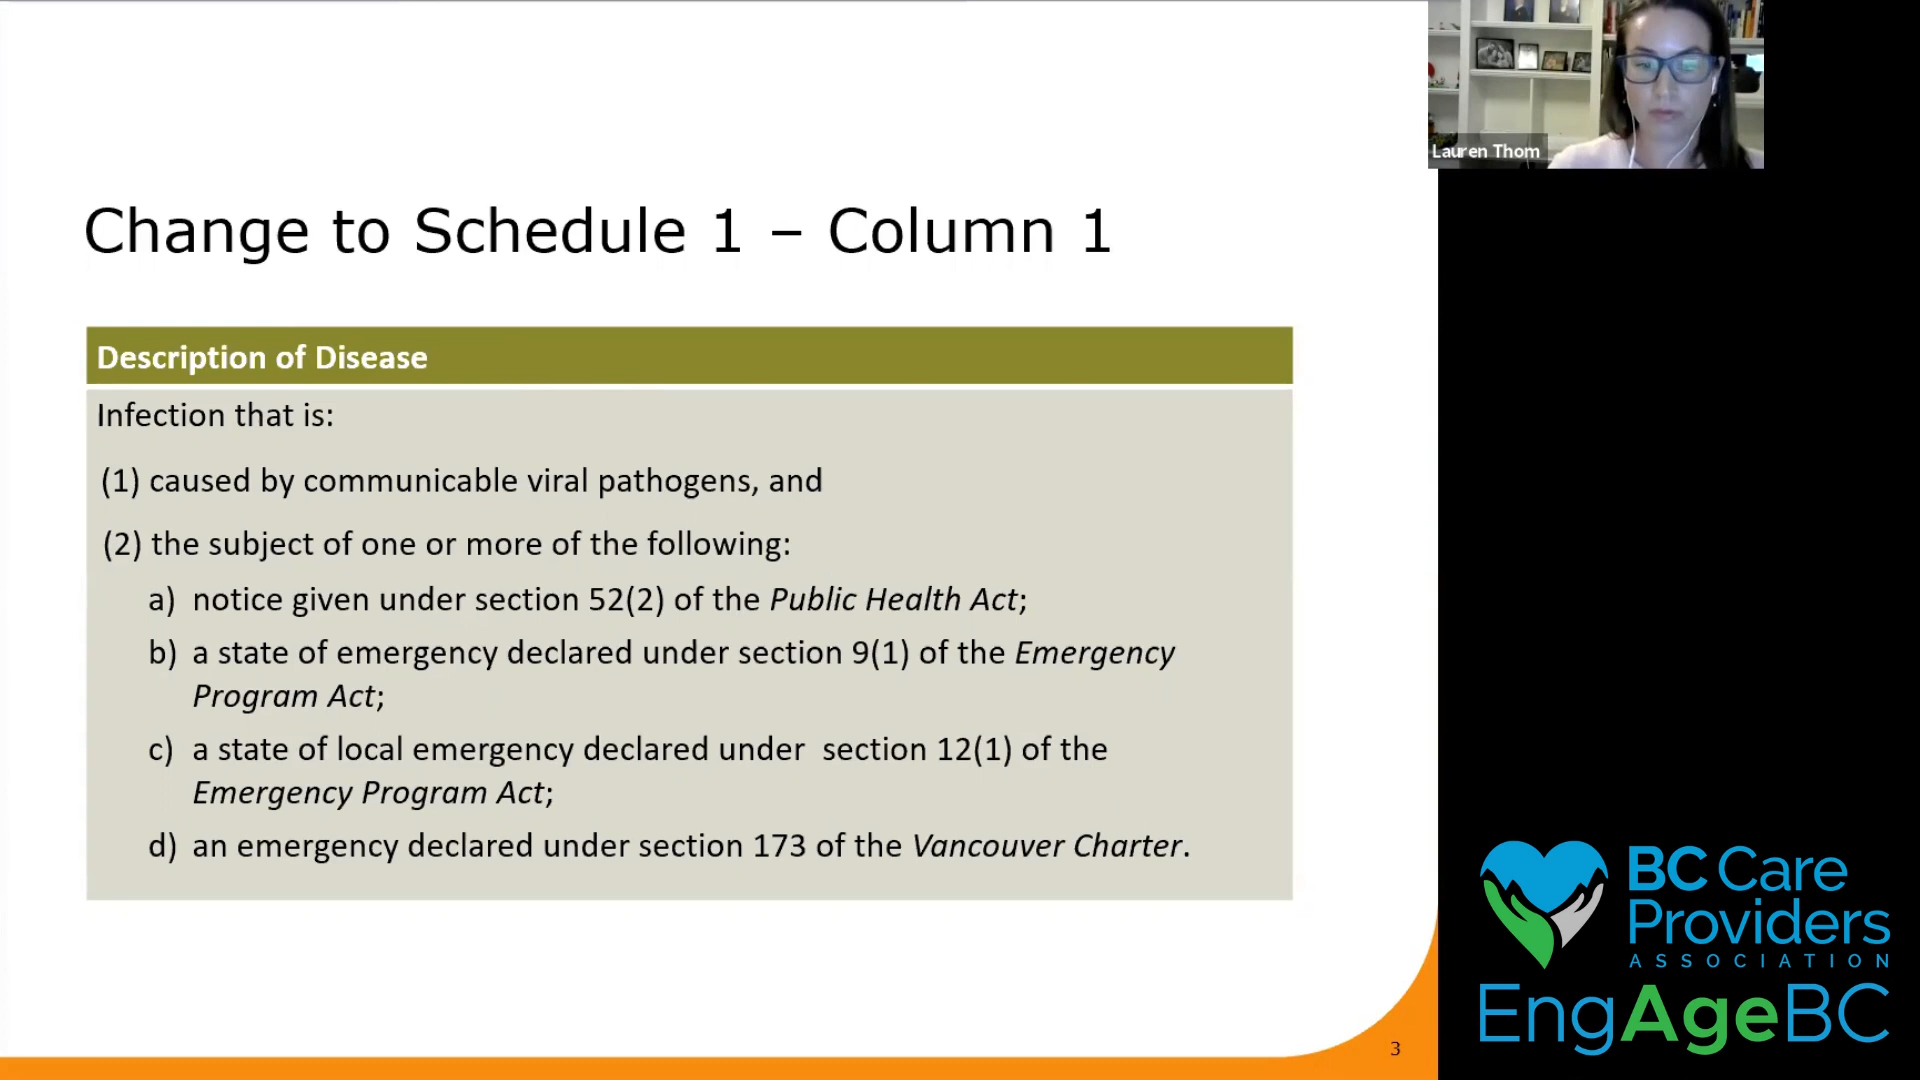 Lauren Thom
Change to Schedule 1 – Column 1
Description of Disease
Infection that is:
(1) caused by communicable viral pathogens, and
(2) the subject of one or more of the following:
a) notice given under section 52(2) of the Public Health Act;
b) a state of emergency declared under section 9(1) of the Emergency
Program Act;
c) a state of local emergency declared under  section 12(1) of the
Emergency Program Act;
d) an emergency declared under section 173 of the Vancouver Charter.
3
BC Care
Providers
ASSOCIATION
EngAgeBC